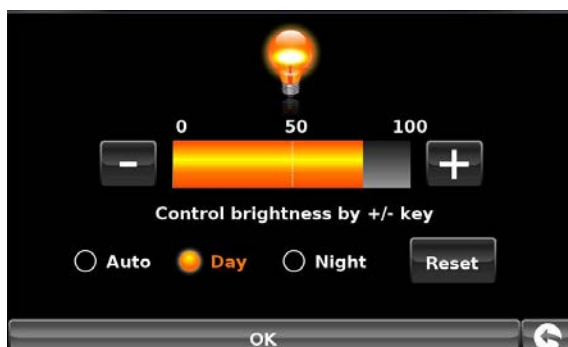 0 50 100
- +
Control brightness by +/- key
Auto Day Night Reset
OK